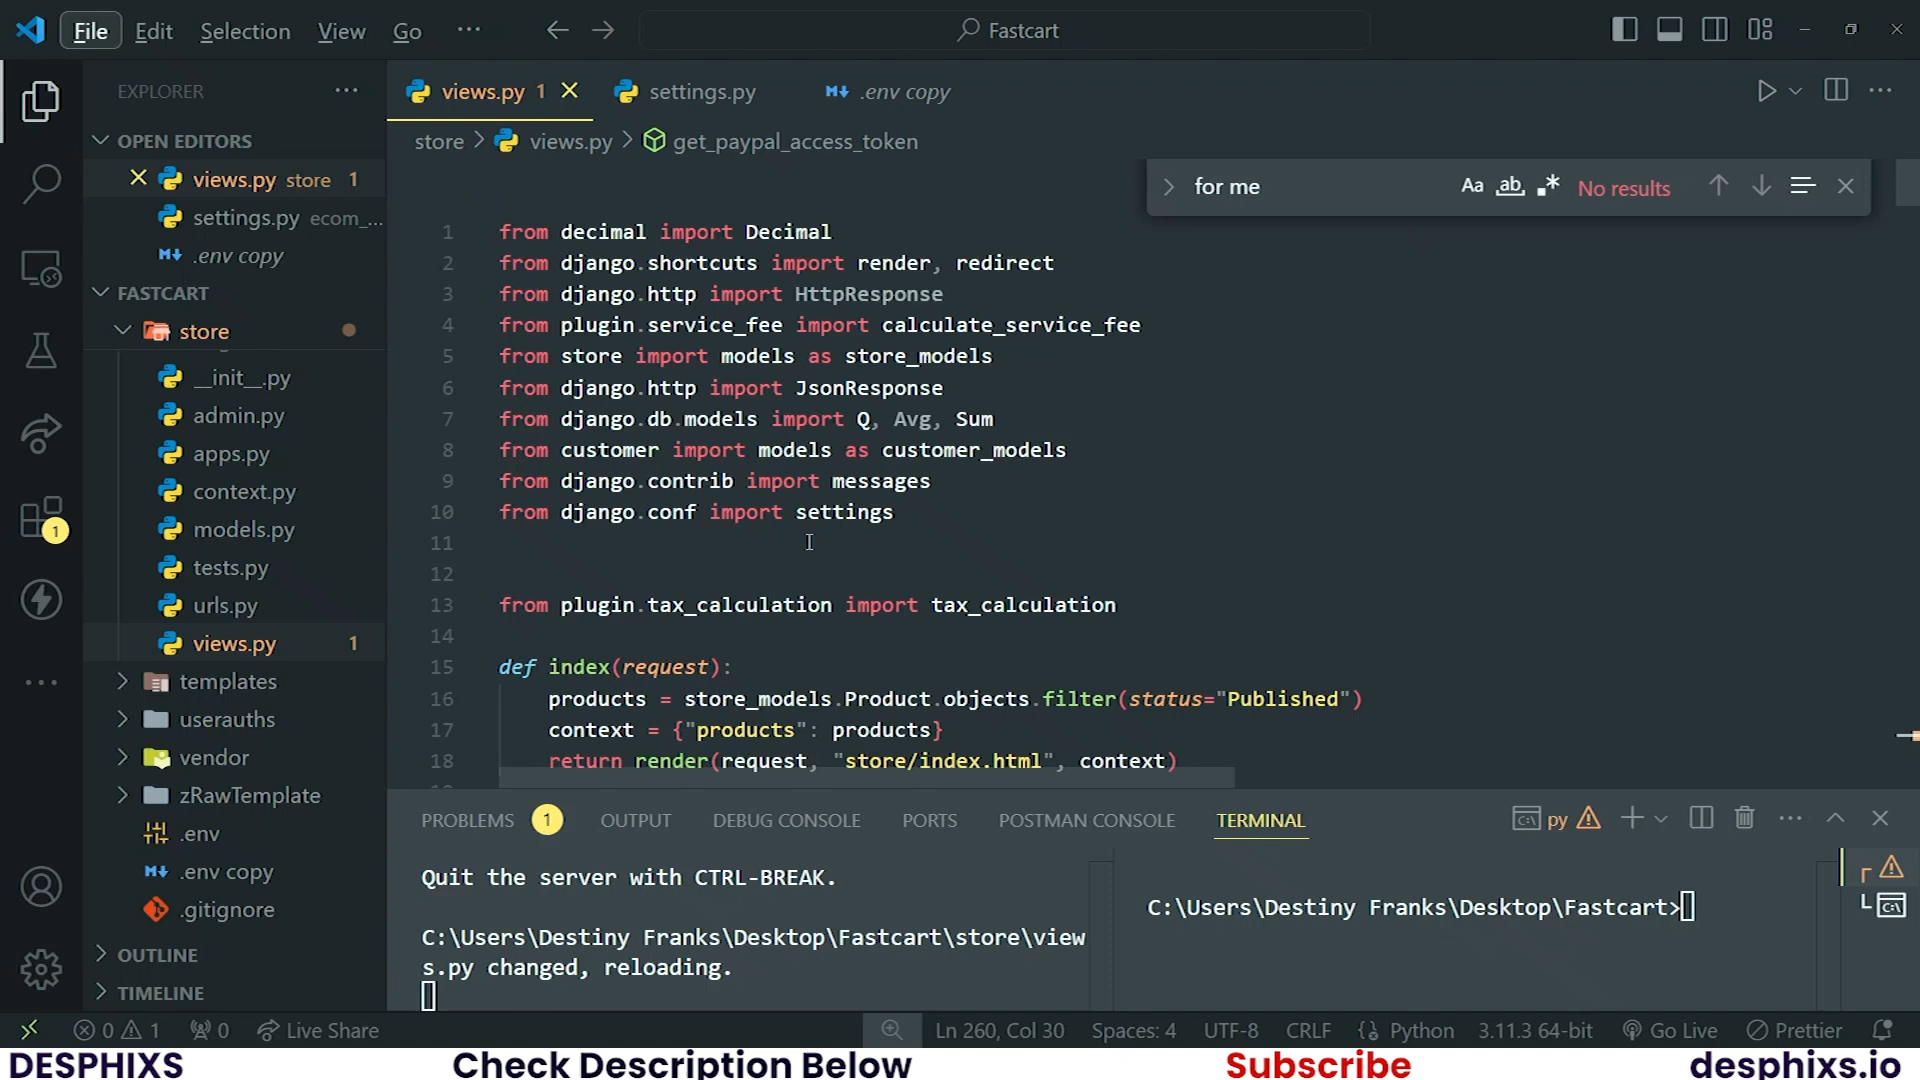 File Edit Selection View Go ··· Fastcart
EXPLORER ···
OPEN EDITORS
views.py store 1
settings.py ecom_...
.env copy
FASTCART
store
__init__.py
admin.py
apps.py
context.py
models.py
tests.py
urls.py
views.py 1
templates
userauths
vendor
zRawTemplate
.env
.env copy
.gitignore
OUTLINE
TIMELINE
1
views.py 1 settings.py .env copy
store > views.py > get_paypal_access_token
for me Aa ab No results
1 from decimal import Decimal
2 from django.shortcuts import render, redirect
3 from django.http import HttpResponse
4 from plugin.service_fee import calculate_service_fee
5 from store import models as store_models
6 from django.http import JsonResponse
7 from django.db.models import Q, Avg, Sum
8 from customer import models as customer_models
9 from django.contrib import messages
10 from django.conf import settings
11
12
13 from plugin.tax_calculation import tax_calculation
14
15 def index(request):
16 products = store_models.Product.objects.filter(status="Published")
17 context = {"products": products}
18 return render(request, "store/index.html", context)
PROBLEMS 1 OUTPUT DEBUG CONSOLE PORTS POSTMAN CONSOLE TERMINAL py
Quit the server with CTRL-BREAK.
C:\Users\Destiny Franks\Desktop\Fastcart\store\view
s.py changed, reloading.
C:\Users\Destiny Franks\Desktop\Fastcart>
0 1 0 Live Share Ln 260, Col 30 Spaces: 4 UTF-8 CRLF Python 3.11.3 64-bit Go Live Prettier
DESPHIXS Check Description Below Subscribe desphixs.io